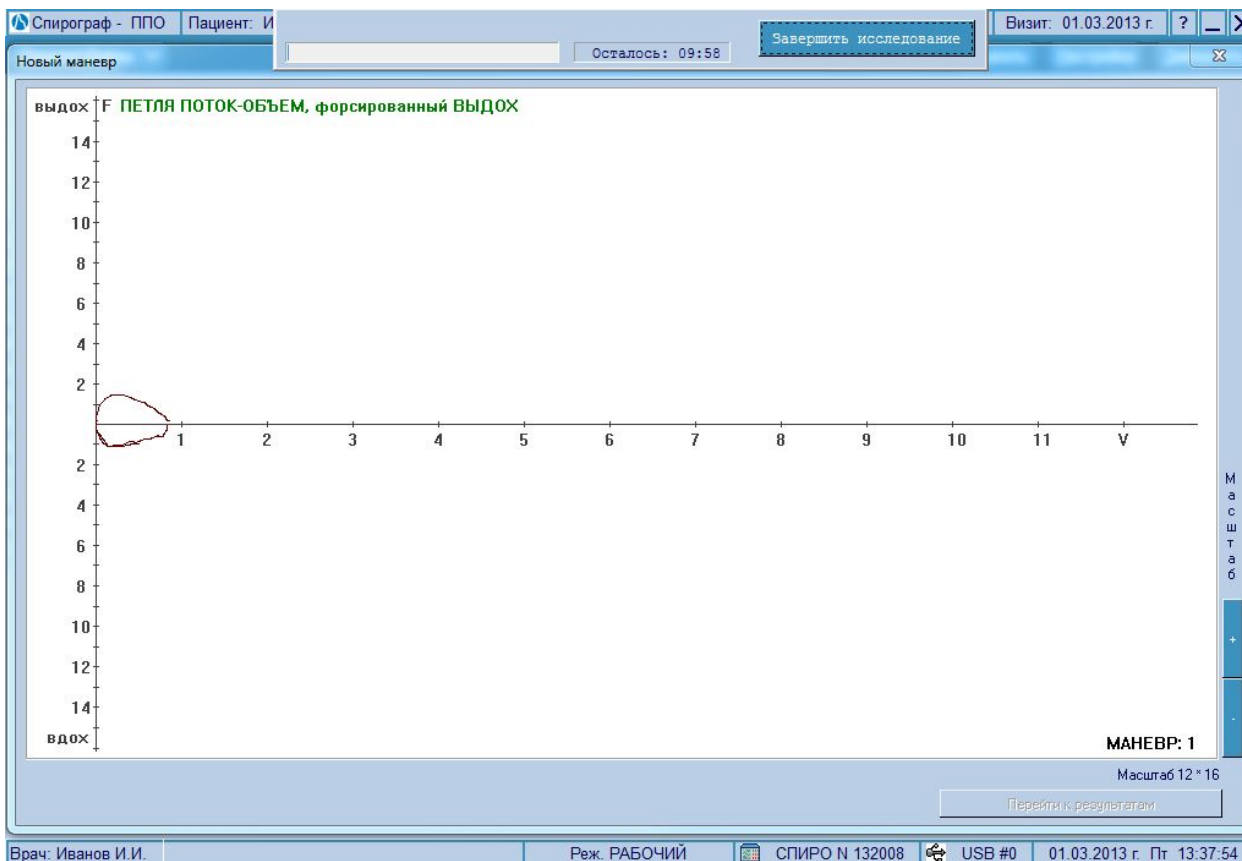 Спирограф - ППО Пациент: И Визит: 01.03.2013 г. ?
Осталось: 09:58
Завершить исследование
Новый маневр
выдох F ПЕТЛЯ ПОТОК-ОБЪЕМ, форсированный ВЫДОХ
14
12
10
8
6
4
2
1 2 3 4 5 6 7 8 9 10 11 V
2
4
6
8
10
12
14
вдох
Масштаб
+
-
МАНЕВР: 1
Масштаб 12 * 16
Перейти к результатам
Врач: Иванов И.И. Реж. РАБОЧИЙ СПИРО N 132008 USB #0 01.03.2013 г. Пт 13:37:54